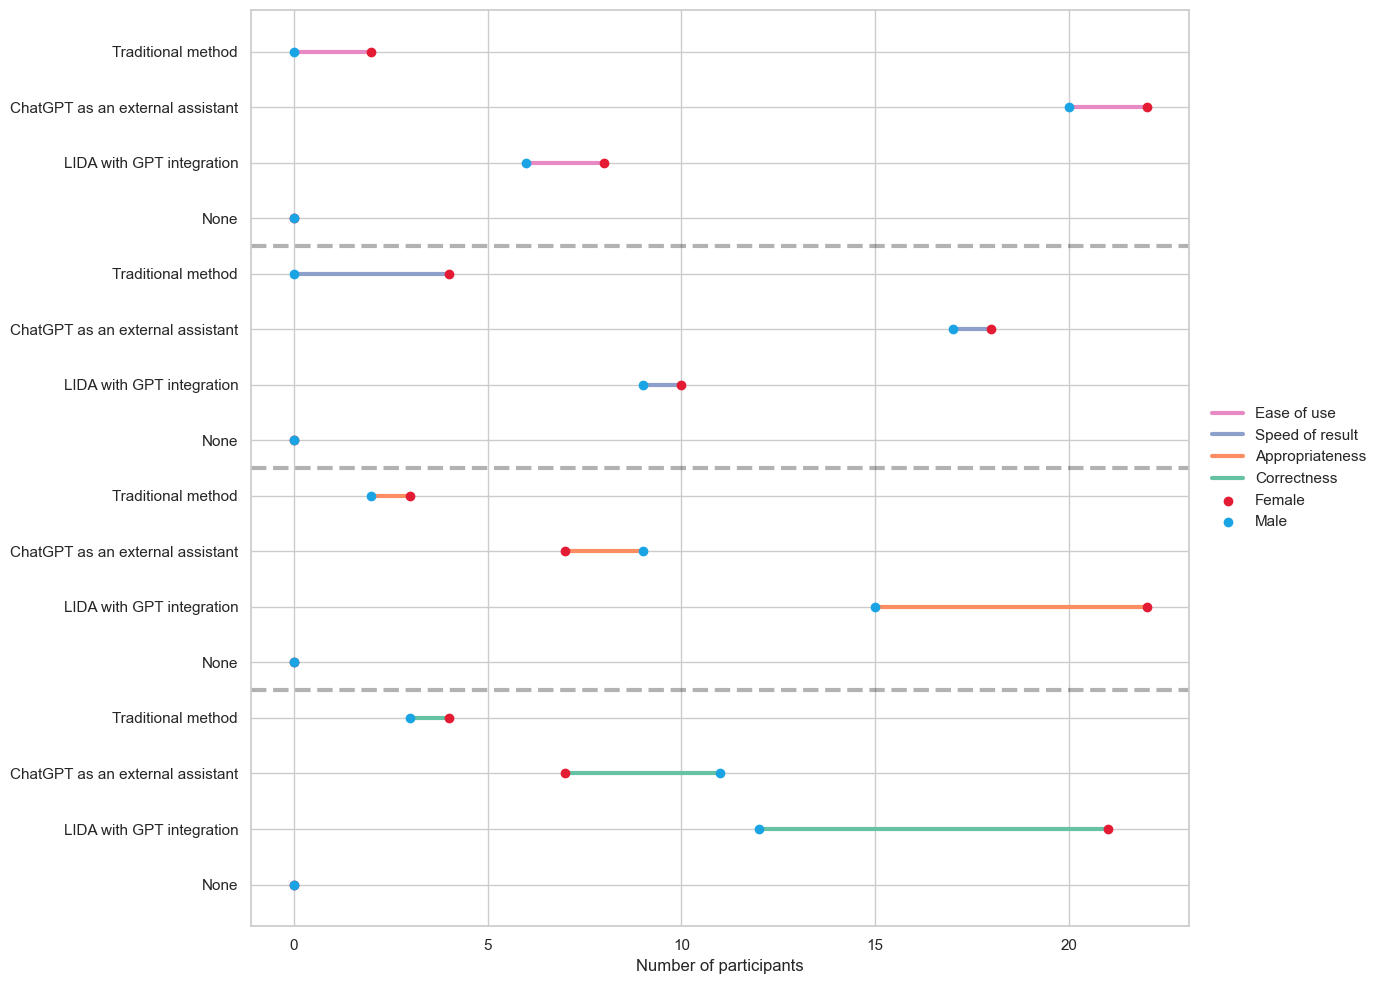 Traditional method
ChatGPT as an external assistant
LIDA with GPT integration
None
Traditional method
ChatGPT as an external assistant
LIDA with GPT integration
None
Traditional method
ChatGPT as an external assistant
LIDA with GPT integration
None
Traditional method
ChatGPT as an external assistant
LIDA with GPT integration
None
0 5 10 15 20
Number of participants
Ease of use
Speed of result
Appropriateness
Correctness
Female
Male